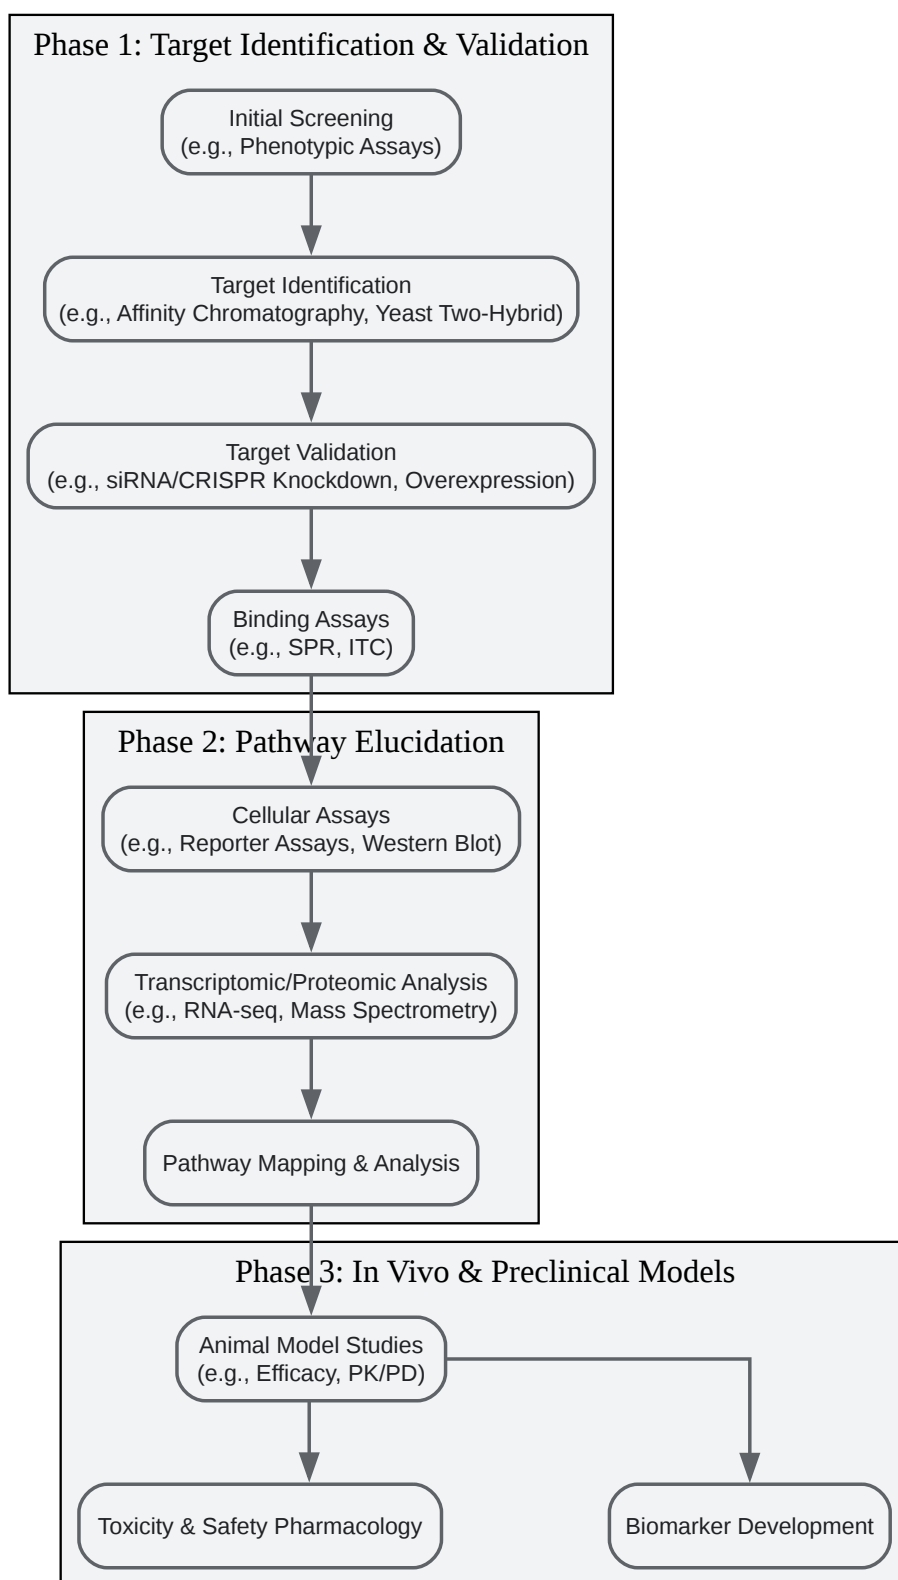 Phase 1: Target Identification & Validation
Initial Screening
(e.g., Phenotypic Assays)
Target Identification
(e.g., Affinity Chromatography, Yeast Two-Hybrid)
Target Validation
(e.g., siRNA/CRISPR Knockdown, Overexpression)
Binding Assays
(e.g., SPR, ITC)
Phase 2: Pathway Elucidation
Cellular Assays
(e.g., Reporter Assays, Western Blot)
Transcriptomic/Proteomic Analysis
(e.g., RNA-seq, Mass Spectrometry)
Pathway Mapping & Analysis
Phase 3: In Vivo & Preclinical Models
Animal Model Studies
(e.g., Efficacy, PK/PD)
Toxicity & Safety Pharmacology
Biomarker Development